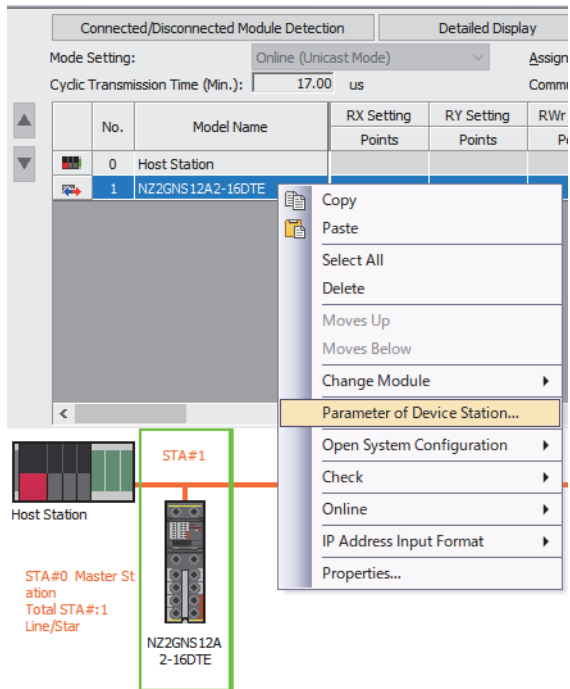 Connected/Disconnected Module Detection Detailed Display
Mode Setting: Online (Unicast Mode) Assign
Cyclic Transmission Time (Min.): 17.00 us Commu
No. Model Name RX Setting RY Setting RWr
Points Points Po
0 Host Station
1 NZ2GNS12A2-16DTE
Copy
Paste
Select All
Delete
Moves Up
Moves Below
Change Module
Parameter of Device Station...
Open System Configuration
Check
Online
IP Address Input Format
Properties...
STA#1
Host Station
STA#0 Master St
ation
Total STA#:1
Line/Star
NZ2GNS12A
2-16DTE